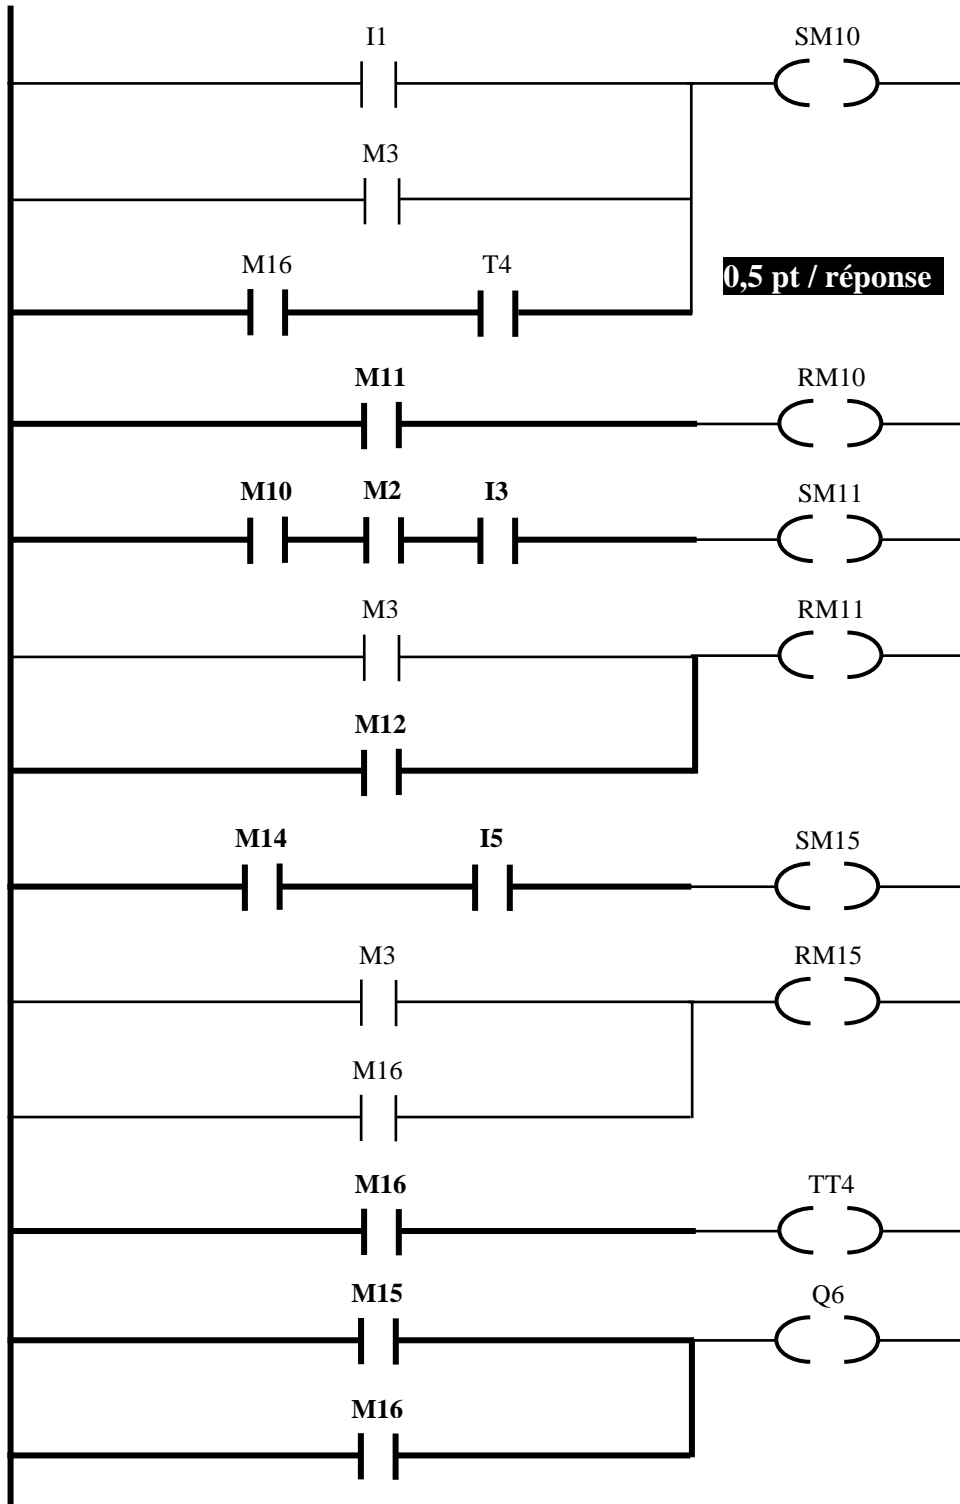 I1 SM10
M3
M16 T4
0,5 pt / réponse
M11 RM10
M10 M2 I3 SM11
M3 RM11
M12
M14 I5 SM15
M3 RM15
M16
M16 TT4
M15 Q6
M16